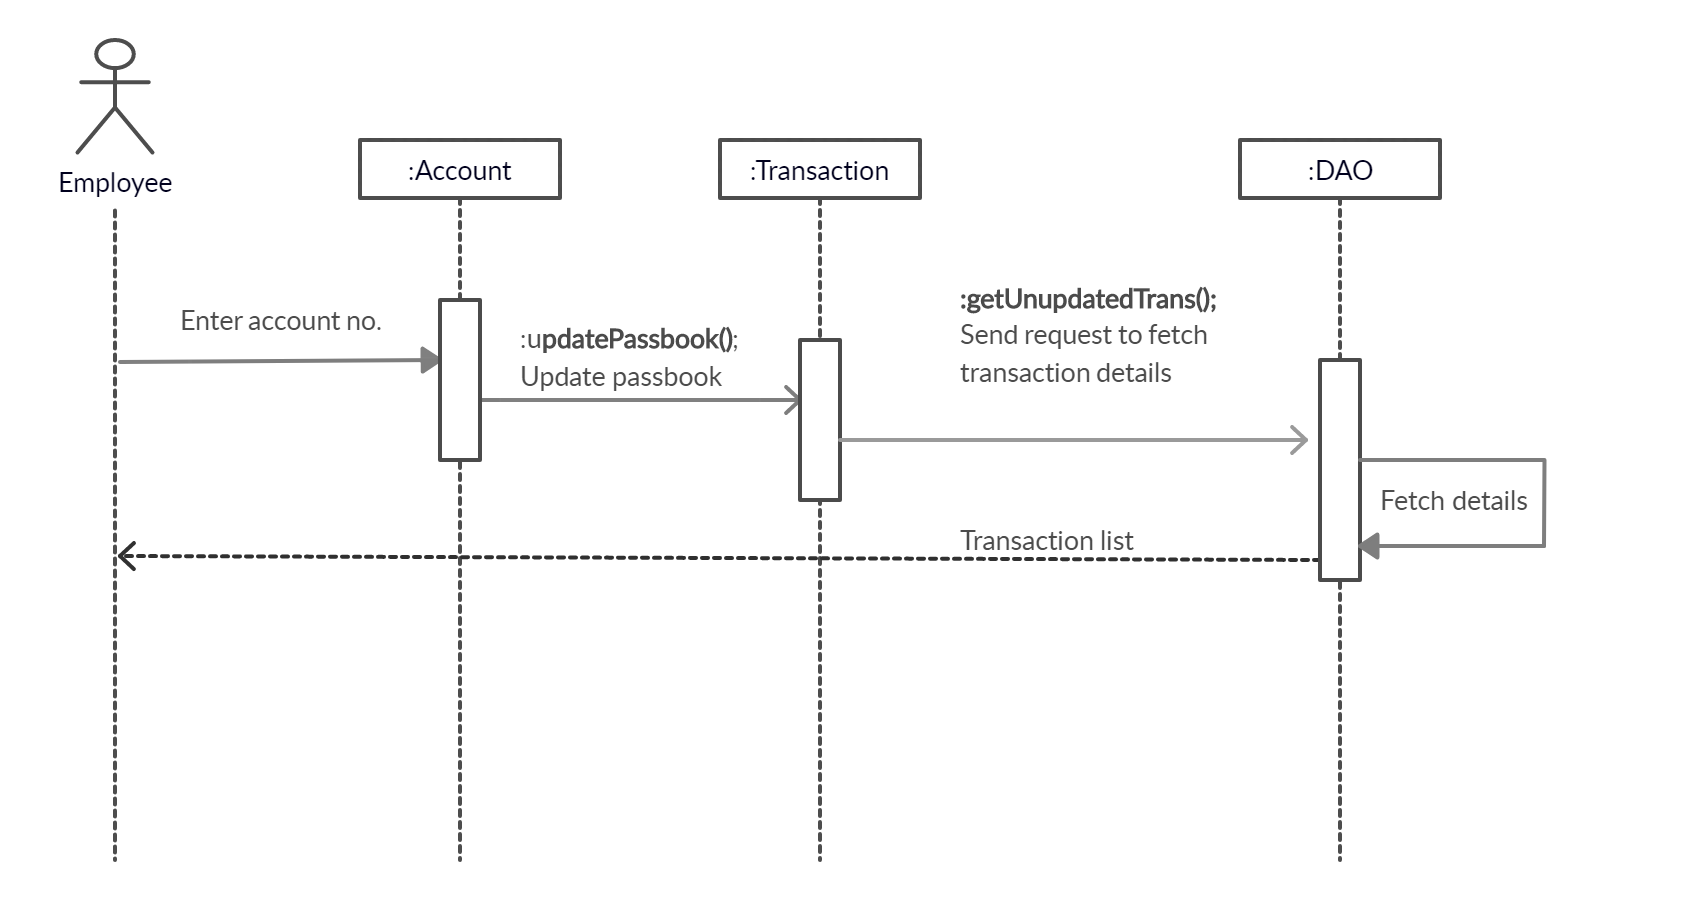 Employee
:Account
:Transaction
:DAO
Enter account no.
:updatePassbook();
Update passbook
:getUnupdatedTrans();
Send request to fetch
transaction details
Fetch details
Transaction list